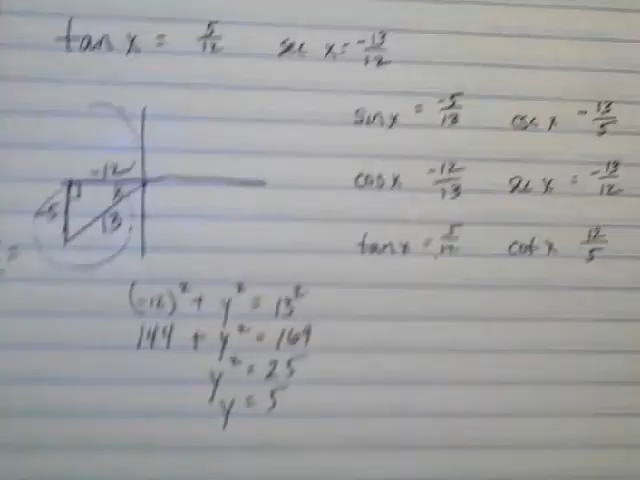 tan x = 5/12 sec x = -13/12
sin x = -5/13 csc x -13/5
-12
cos x -12/13 sec x = -13/12
-5 x 13
tan x = 5/12 cot x 12/5
=
(-12)² + y² = 13²
144 + y² = 169
y² = 25
y = 5